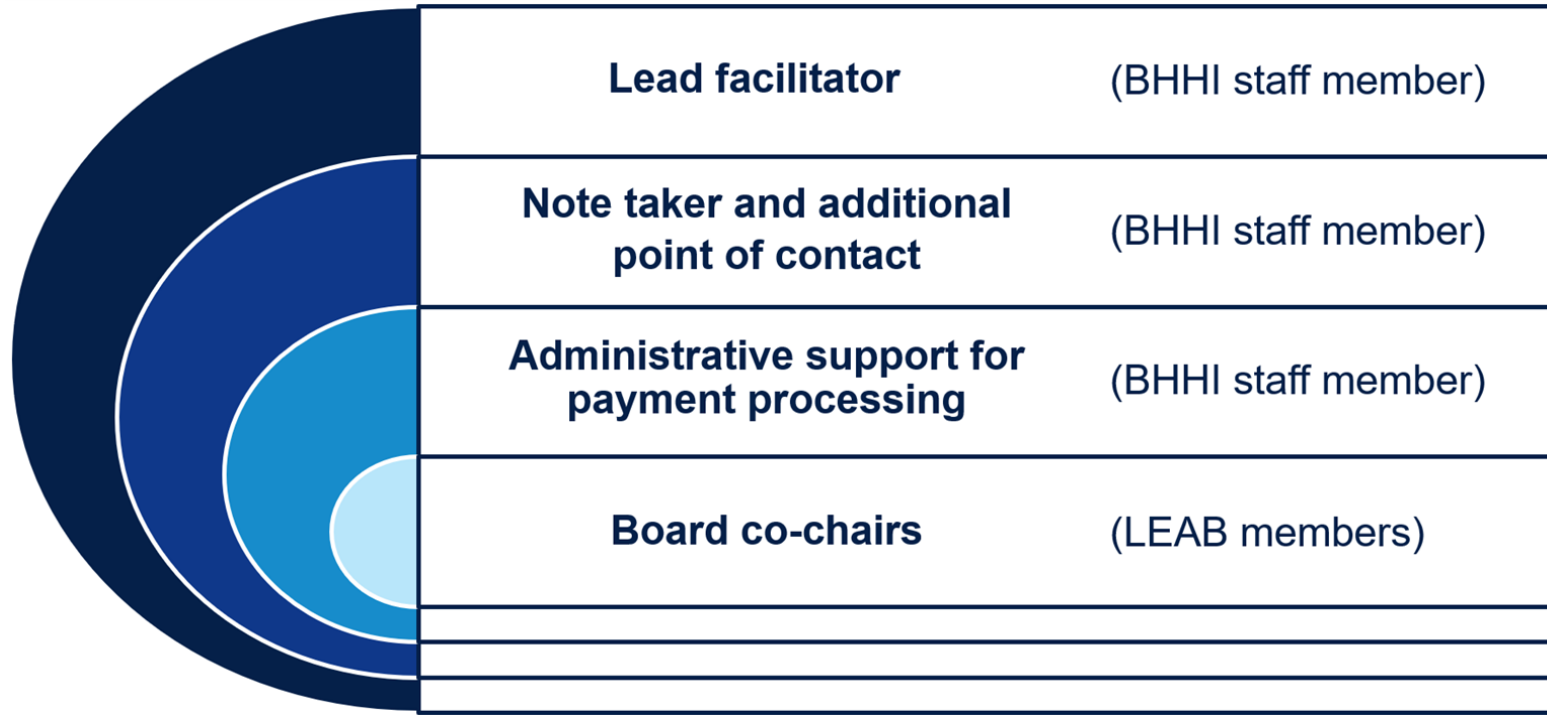 Lead facilitator (BHHI staff member)
Note taker and additional
point of contact
(BHHI staff member)
Administrative support for
payment processing
(BHHI staff member)
Board co-chairs (LEAB members)